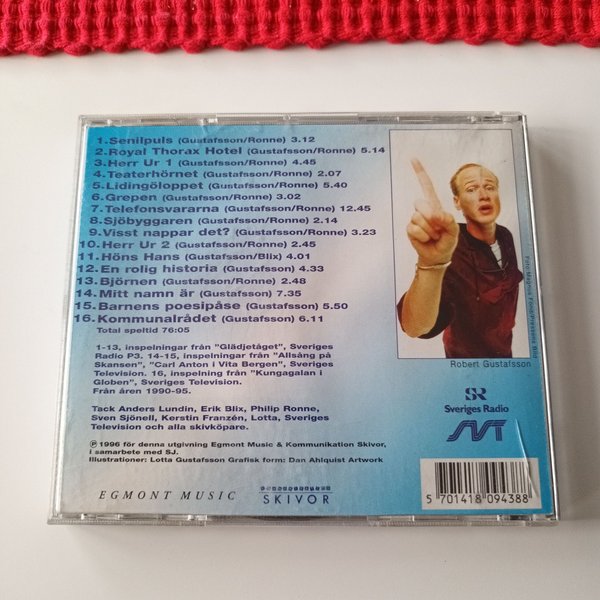 1. Senilpuls (Gustafsson/Ronne) 3.12
2. Royal Thorax Hotel (Gustafsson/Ronne) 5.14
3. Herr Ur 1 (Gustafsson/Ronne) 4.45
4. Teaterhörnet (Gustafsson/Ronne) 2.07
5. Lidingöloppet (Gustafsson/Ronne) 5.40
6. Grepen (Gustafsson/Ronne) 3.02
7. Telefonsvararna (Gustafsson/Ronne) 12.45
8. Sjöbyggaren (Gustafsson/Ronne) 2.14
9. Visst nappar det? (Gustafsson/Ronne) 3.23
10. Herr Ur 2 (Gustafsson/Ronne) 2.45
11. Höns Hans (Gustafsson/Blix) 4.01
12. En rolig historia (Gustafsson) 4.33
13. Björnen (Gustafsson/Ronne) 2.48
14. Mitt namn är (Gustafsson) 7.35
15. Barnens poesipåse (Gustafsson) 5.50
16. Kommunalrådet (Gustafsson) 6.11
Total speltid 76:05
1-13, inspelningar från "Glädjetåget", Sveriges
Radio P3. 14-15, inspelningar från "Allsång på
Skansen", "Carl Anton i Vita Bergen", Sveriges
Television. 16, inspelning från "Kungagalan i
Globen", Sveriges Television.
Från åren 1990-95.
Tack Anders Lundin, Erik Blix, Philip Ronne,
Sven Sjönell, Kerstin Franzén, Lotta, Sveriges
Television och alla skivköpare.
℗ 1996 för denna utgivning Egmont Music & Kommunikation Skivor,
i samarbete med SJ.
Illustrationer: Lotta Gustafsson Grafisk form: Dan Ahlquist Artwork
EGMONT MUSIC
SKIVOR
Robert Gustafsson
SR
Sveriges Radio
SVT
5 701418 094388